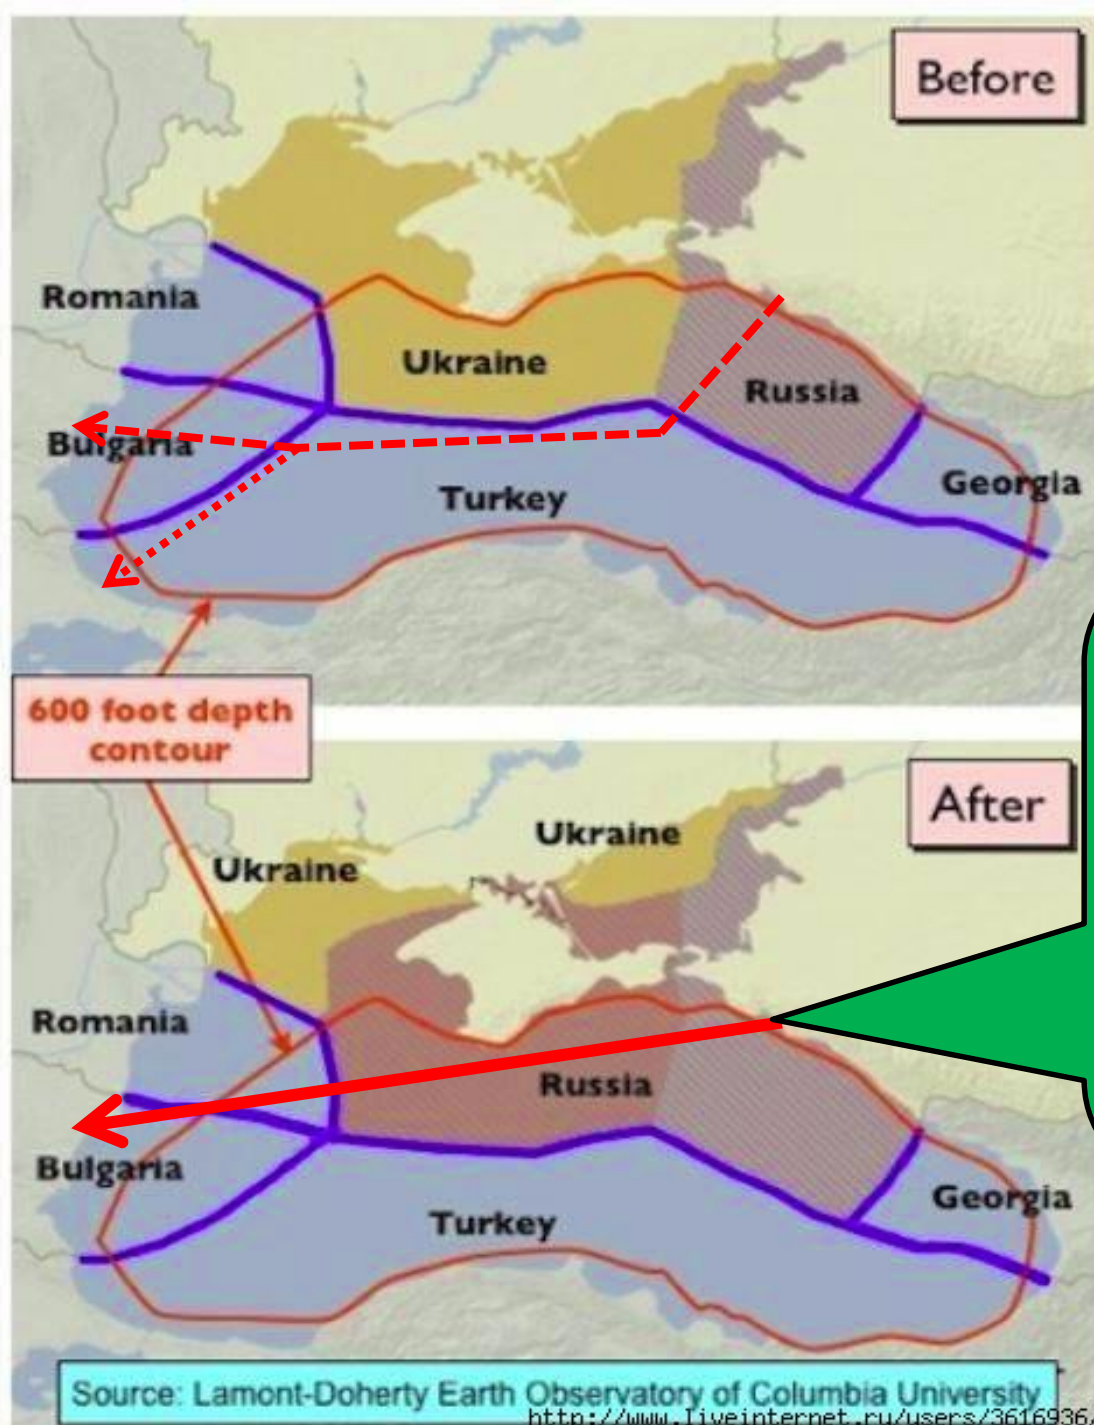 Before
Romania
Ukraine
Russia
Bulgaria
Georgia
Turkey
600 foot depth
contour
After
Ukraine
Ukraine
Romania
Russia
Bulgaria
Georgia
Turkey
Source: Lamont-Doherty Earth Observatory of Columbia University
http://www.liveinternet.ru/users/3616936/